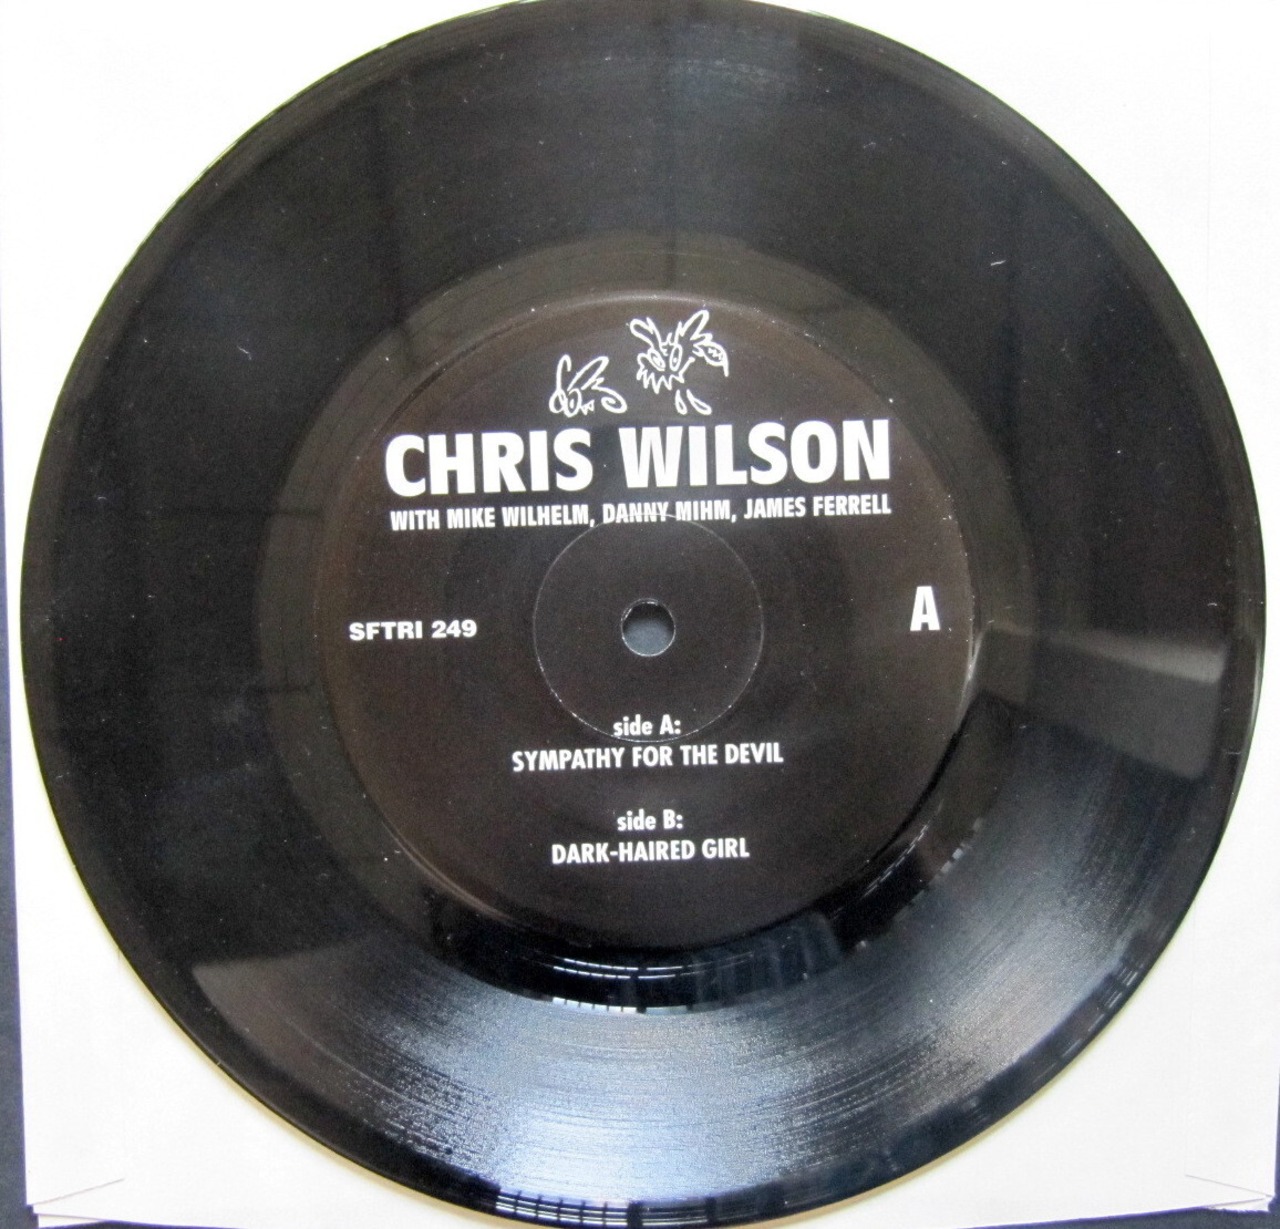 CHRIS WILSON
WITH MIKE WILHELM, DANNY MIHM, JAMES FERRELL
SFTRI 249
A
side A:
SYMPATHY FOR THE DEVIL
side B:
DARK-HAIRED GIRL